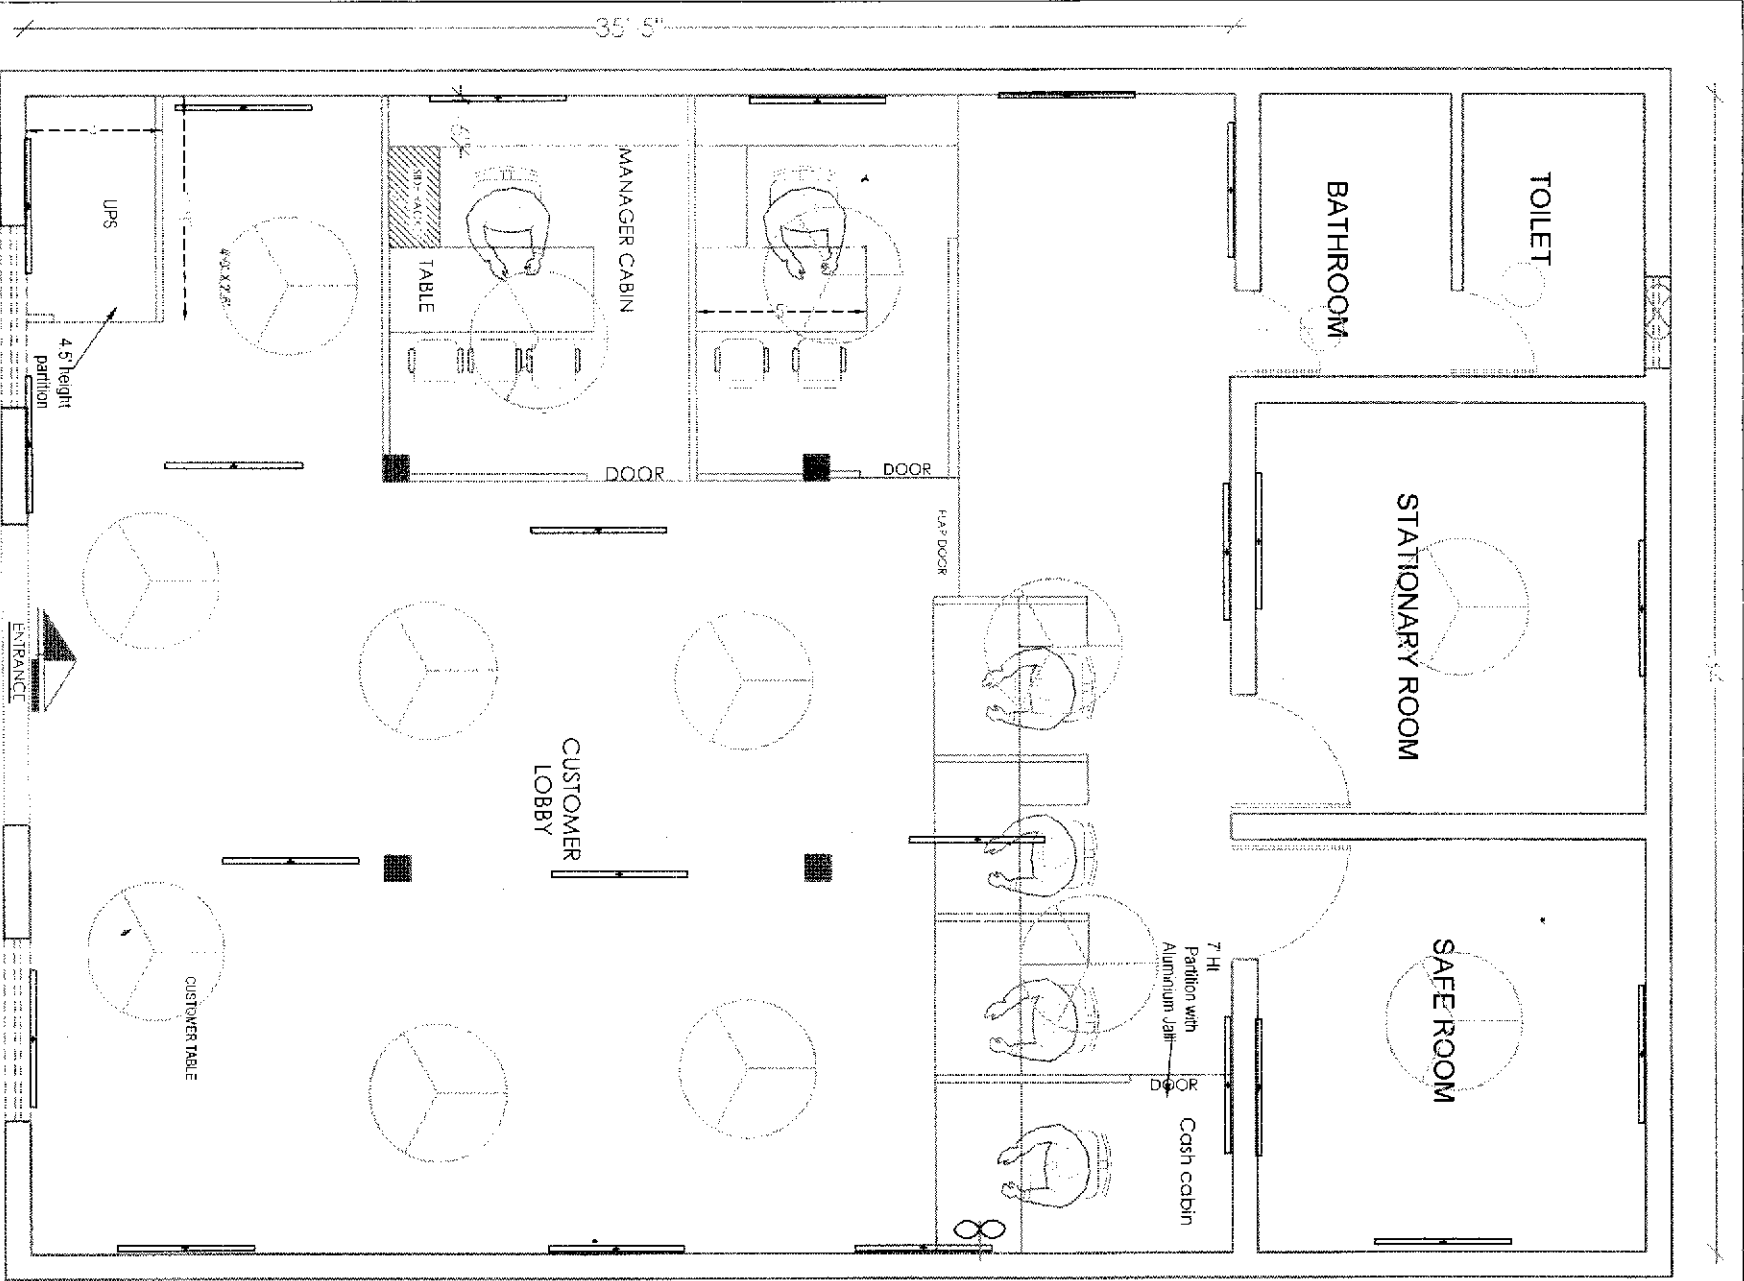 35'-5"
TOILET
BATHROOM
STATIONARY ROOM
SAFE ROOM
MANAGER CABIN
TABLE
UPS
4.5' height
partition
DOOR
DOOR
FLAP DOOR
7' Ht
Partition with
Aluminium Jalli
DOOR
Cash cabin
CUSTOMER
LOBBY
CUSTOMER TABLE
ENTRANCE